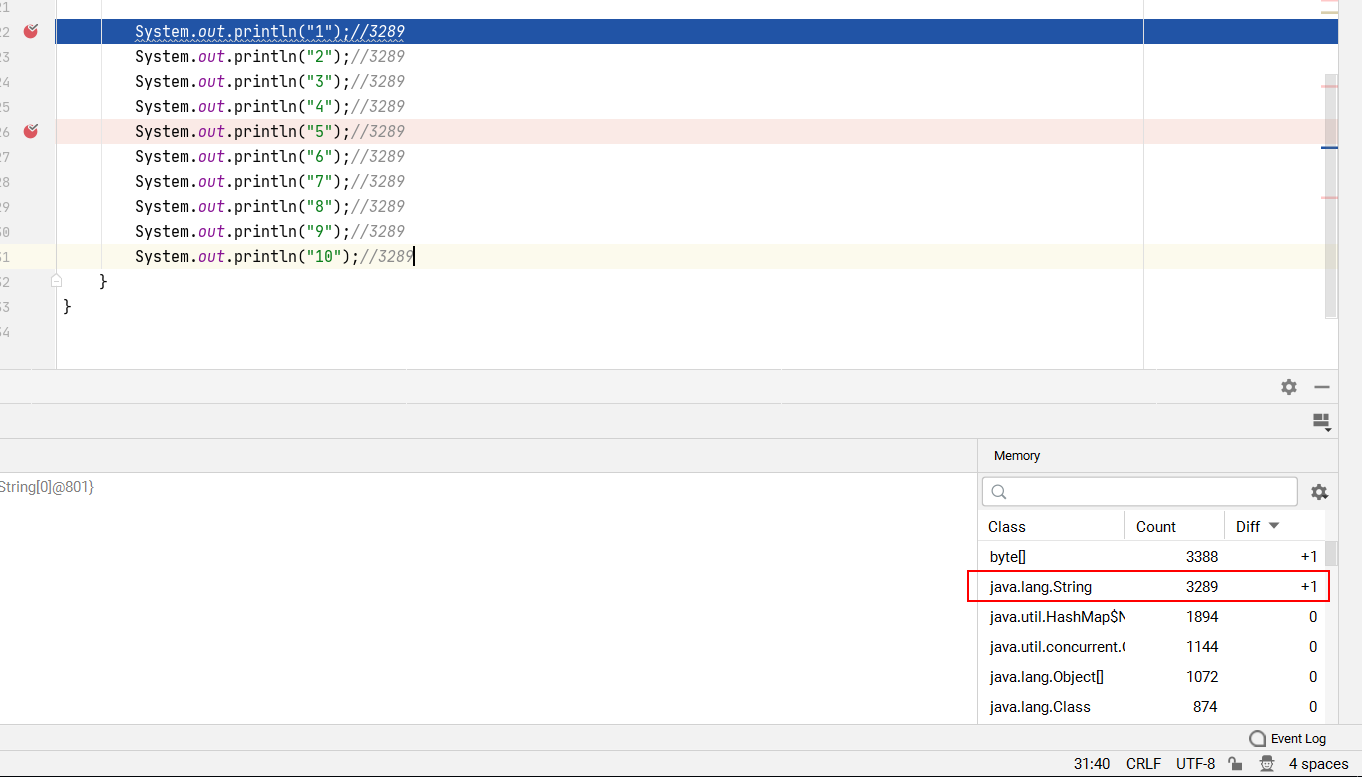 21
22 System.out.println("1");//3289
23 System.out.println("2");//3289
24 System.out.println("3");//3289
25 System.out.println("4");//3289
26 System.out.println("5");//3289
27 System.out.println("6");//3289
28 System.out.println("7");//3289
29 System.out.println("8");//3289
30 System.out.println("9");//3289
31 System.out.println("10");//3289
32 }
33 }
34
Memory
String[0]@801}
Class Count Diff
byte[] 3388 +1
java.lang.String 3289 +1
java.util.HashMap$N 1894 0
java.util.concurrent.C 1144 0
java.lang.Object[] 1072 0
java.lang.Class 874 0
Event Log
31:40 CRLF UTF-8 4 spaces